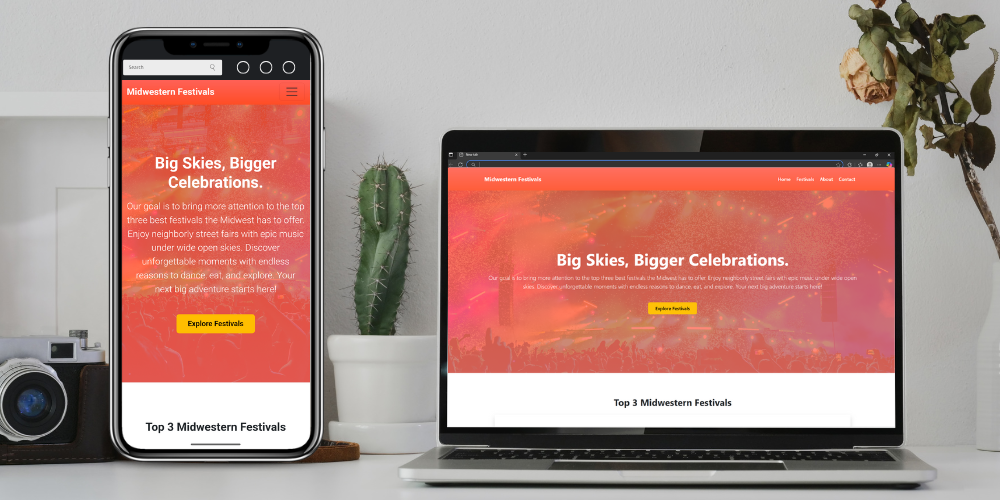 Search
Midwestern Festivals
Big Skies, Bigger
Celebrations.
Our goal is to bring more attention to the top
three best festivals the Midwest has to offer.
Enjoy neighborly street fairs with epic music
under wide open skies. Discover
unforgettable moments with endless
reasons to dance, eat, and explore. Your
next big adventure starts here!
Explore Festivals
Top 3 Midwestern Festivals
New tab
Midwestern Festivals
Home Festivals About Contact
Big Skies, Bigger Celebrations.
Our goal is to bring more attention to the top three best festivals the Midwest has to offer. Enjoy neighborly street fairs with epic music under wide open
skies. Discover unforgettable moments with endless reasons to dance, eat, and explore. Your next big adventure starts here!
Explore Festivals
Top 3 Midwestern Festivals